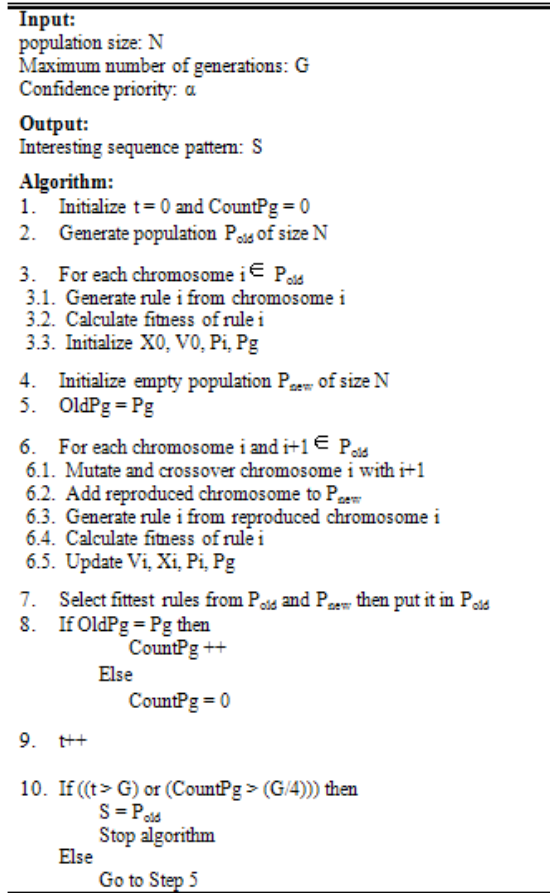 Input:
population size: N
Maximum number of generations: G
Confidence priority: α
Output:
Interesting sequence pattern: S
Algorithm:
1. Initialize t = 0 and CountPg = 0
2. Generate population Pold of size N
3. For each chromosome i ∈ Pold
3.1. Generate rule i from chromosome i
3.2. Calculate fitness of rule i
3.3. Initialize X0, V0, Pi, Pg
4. Initialize empty population Pnew of size N
5. OldPg = Pg
6. For each chromosome i and i+1 ∈ Pold
6.1. Mutate and crossover chromosome i with i+1
6.2. Add reproduced chromosome to Pnew
6.3. Generate rule i from reproduced chromosome i
6.4. Calculate fitness of rule i
6.5. Update Vi, Xi, Pi, Pg
7. Select fittest rules from Pold and Pnew then put it in Pold
8. If OldPg = Pg then
CountPg ++
Else
CountPg = 0
9. t++
10. If ((t > G) or (CountPg > (G/4))) then
S = Pold
Stop algorithm
Else
Go to Step 5